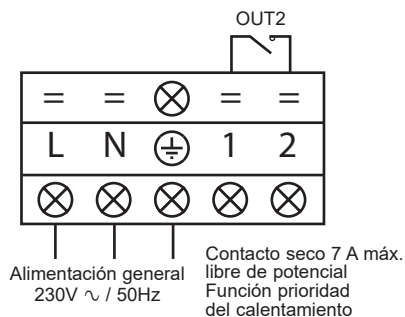 OUT2
= = = =
L N 1 2
Alimentación general
230V ∿ / 50Hz
Contacto seco 7 A máx.
libre de potencial
Función prioridad
del calentamiento